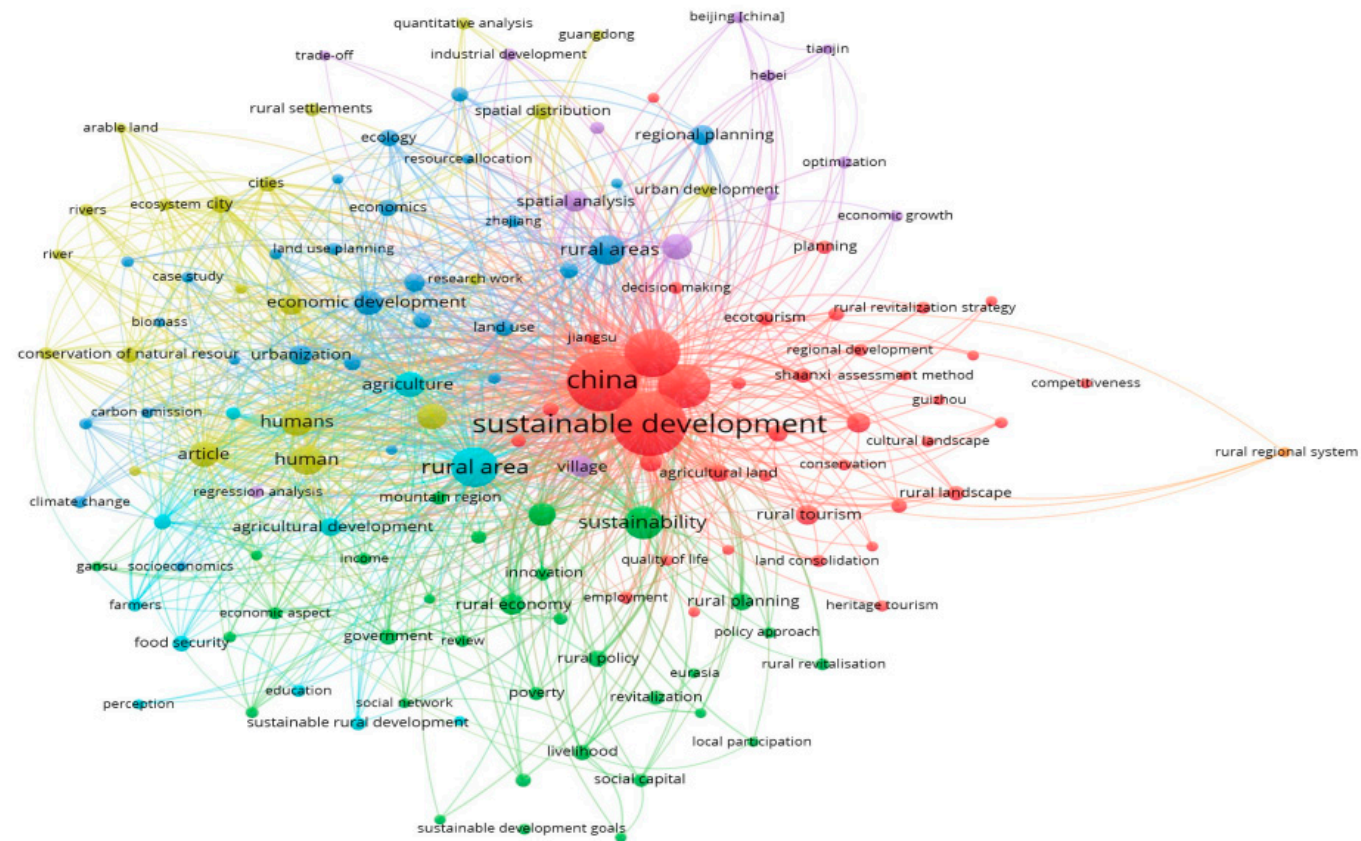 beijing [china]
quantitative analysis
guangdong
tianjin
trade-off
industrial development
hebei
rural settlements
spatial distribution
arable land
ecology
regional planning
resource allocation
optimization
cities
urban development
rivers
ecosystem city
economics
spatial analysis
zhejiang
economic growth
river
land use planning
rural areas
planning
case study
research work
decision making
economic development
rural revitalization strategy
biomass
land use
ecotourism
jiangsu
conservation of natural resour
urbanization
regional development
agriculture
china
shaanxi
assessment method
competitiveness
guizhou
carbon emission
humans
sustainable development
cultural landscape
article
human
rural area
village
agricultural land
conservation
rural regional system
regression analysis
mountain region
rural landscape
climate change
agricultural development
sustainability
rural tourism
gansu
socioeconomics
income
quality of life
land consolidation
innovation
farmers
economic aspect
rural economy
employment
rural planning
heritage tourism
food security
government
review
policy approach
rural policy
eurasia
rural revitalisation
perception
education
social network
poverty
revitalization
sustainable rural development
local participation
livelihood
social capital
sustainable development goals